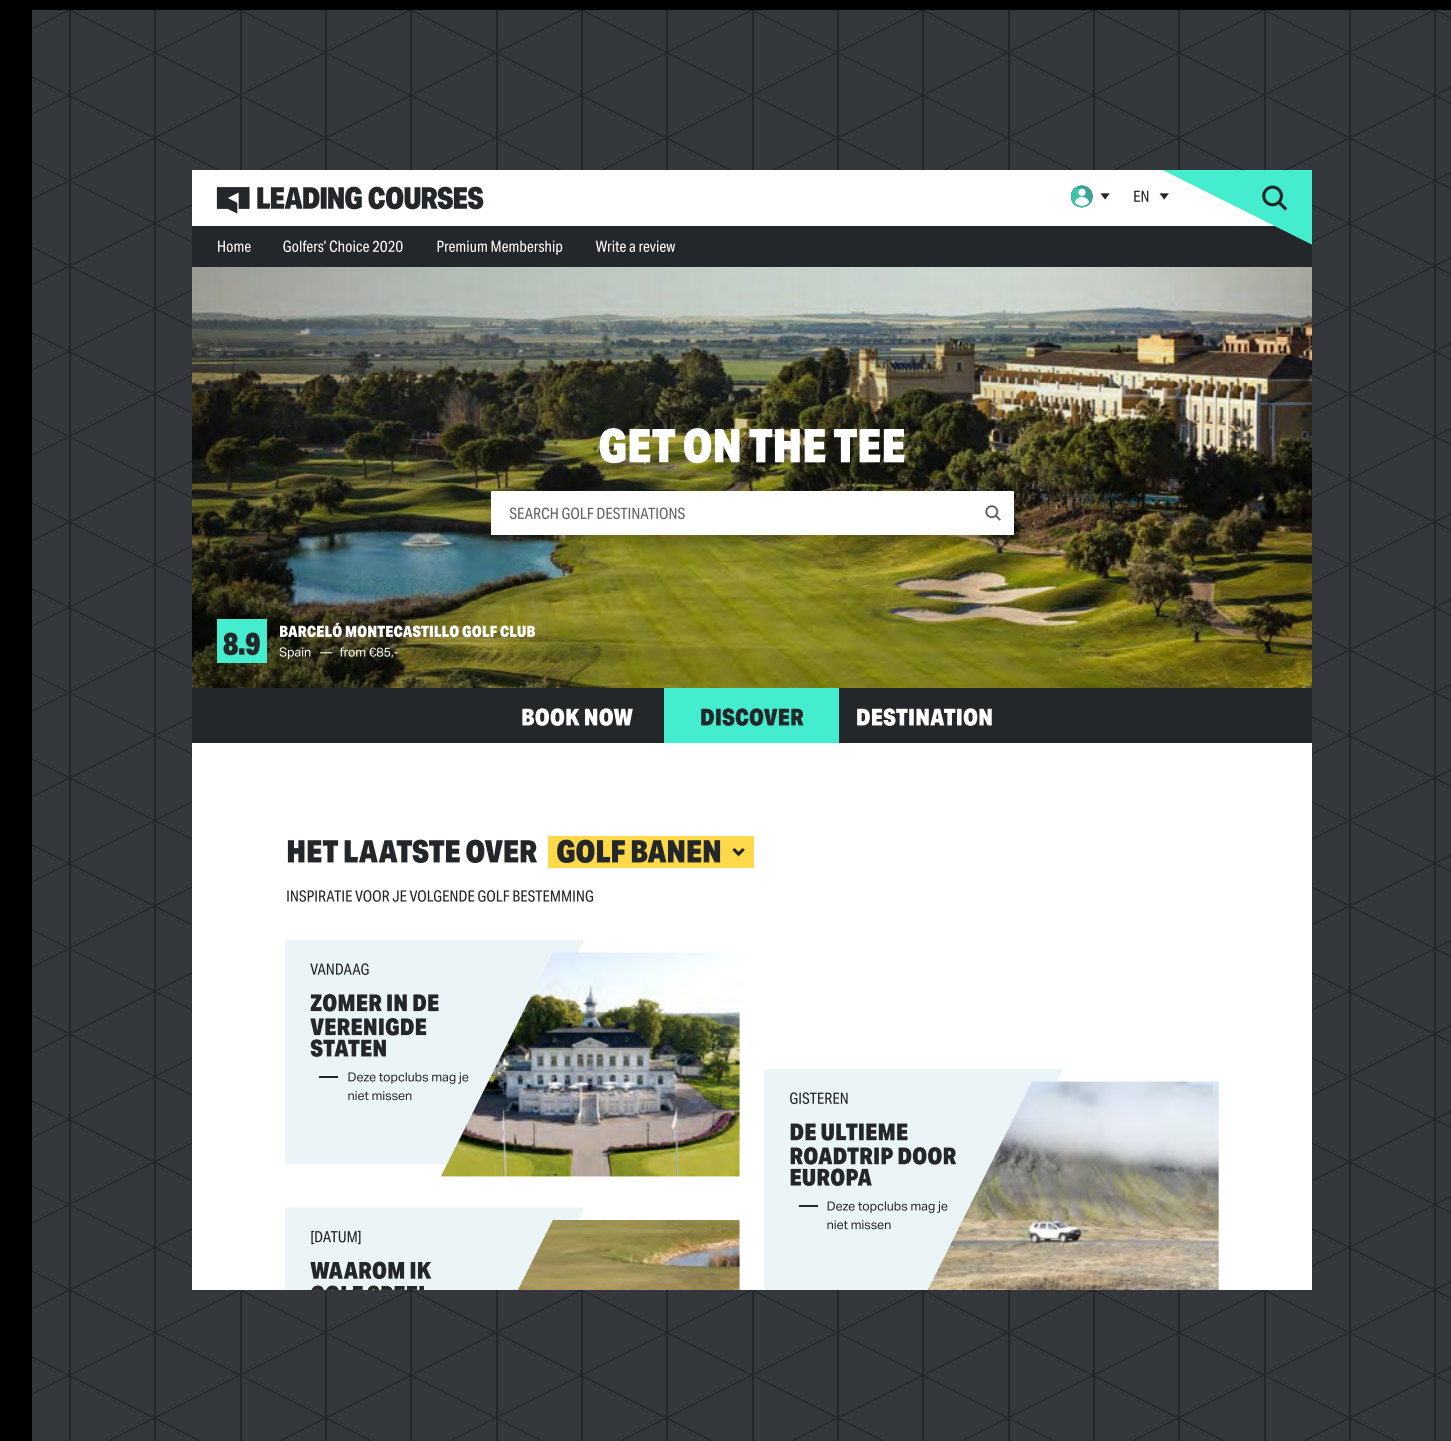 LEADING COURSES
EN
Home Golfers' Choice 2020 Premium Membership Write a review
GET ON THE TEE
SEARCH GOLF DESTINATIONS
8.9
BARCELÓ MONTECASTILLO GOLF CLUB
Spain — from €85,-
BOOK NOW DISCOVER DESTINATION
HET LAATSTE OVER GOLF BANEN
INSPIRATIE VOOR JE VOLGENDE GOLF BESTEMMING
VANDAAG
ZOMER IN DE
VERENIGDE
STATEN
— Deze topclubs mag je
niet missen
GISTEREN
DE ULTIEME
ROADTRIP DOOR
EUROPA
— Deze topclubs mag je
niet missen
[DATUM]
WAAROM IK